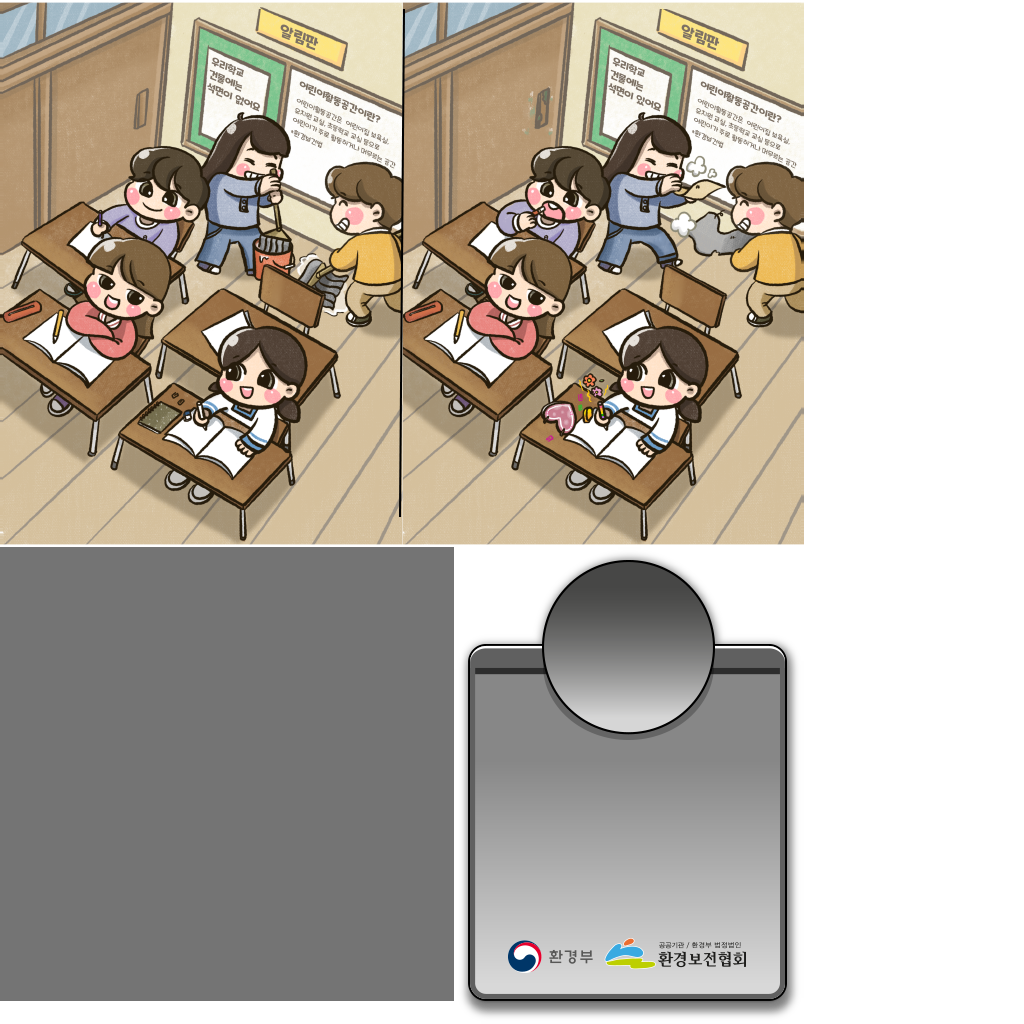 알림판
우리학교
건물에는
석면이 없어요
어린이활동공간이란?
어린이활동공간은, 어린이집 보육실,
유치원 교실, 초등학교 교실 등으로
어린이가 주로 활동하거나 머무르는 공간
*환경보건법
알림판
우리학교
건물에는
석면이 있어요
어린이활동공간이란?
어린이활동공간은, 어린이집 보육실,
유치원 교실, 초등학교 교실 등으로
어린이가 주로 활동하거나 머무르는 공간
*환경보건법
환경부
공공기관 / 환경부 법정법인
환경보전협회